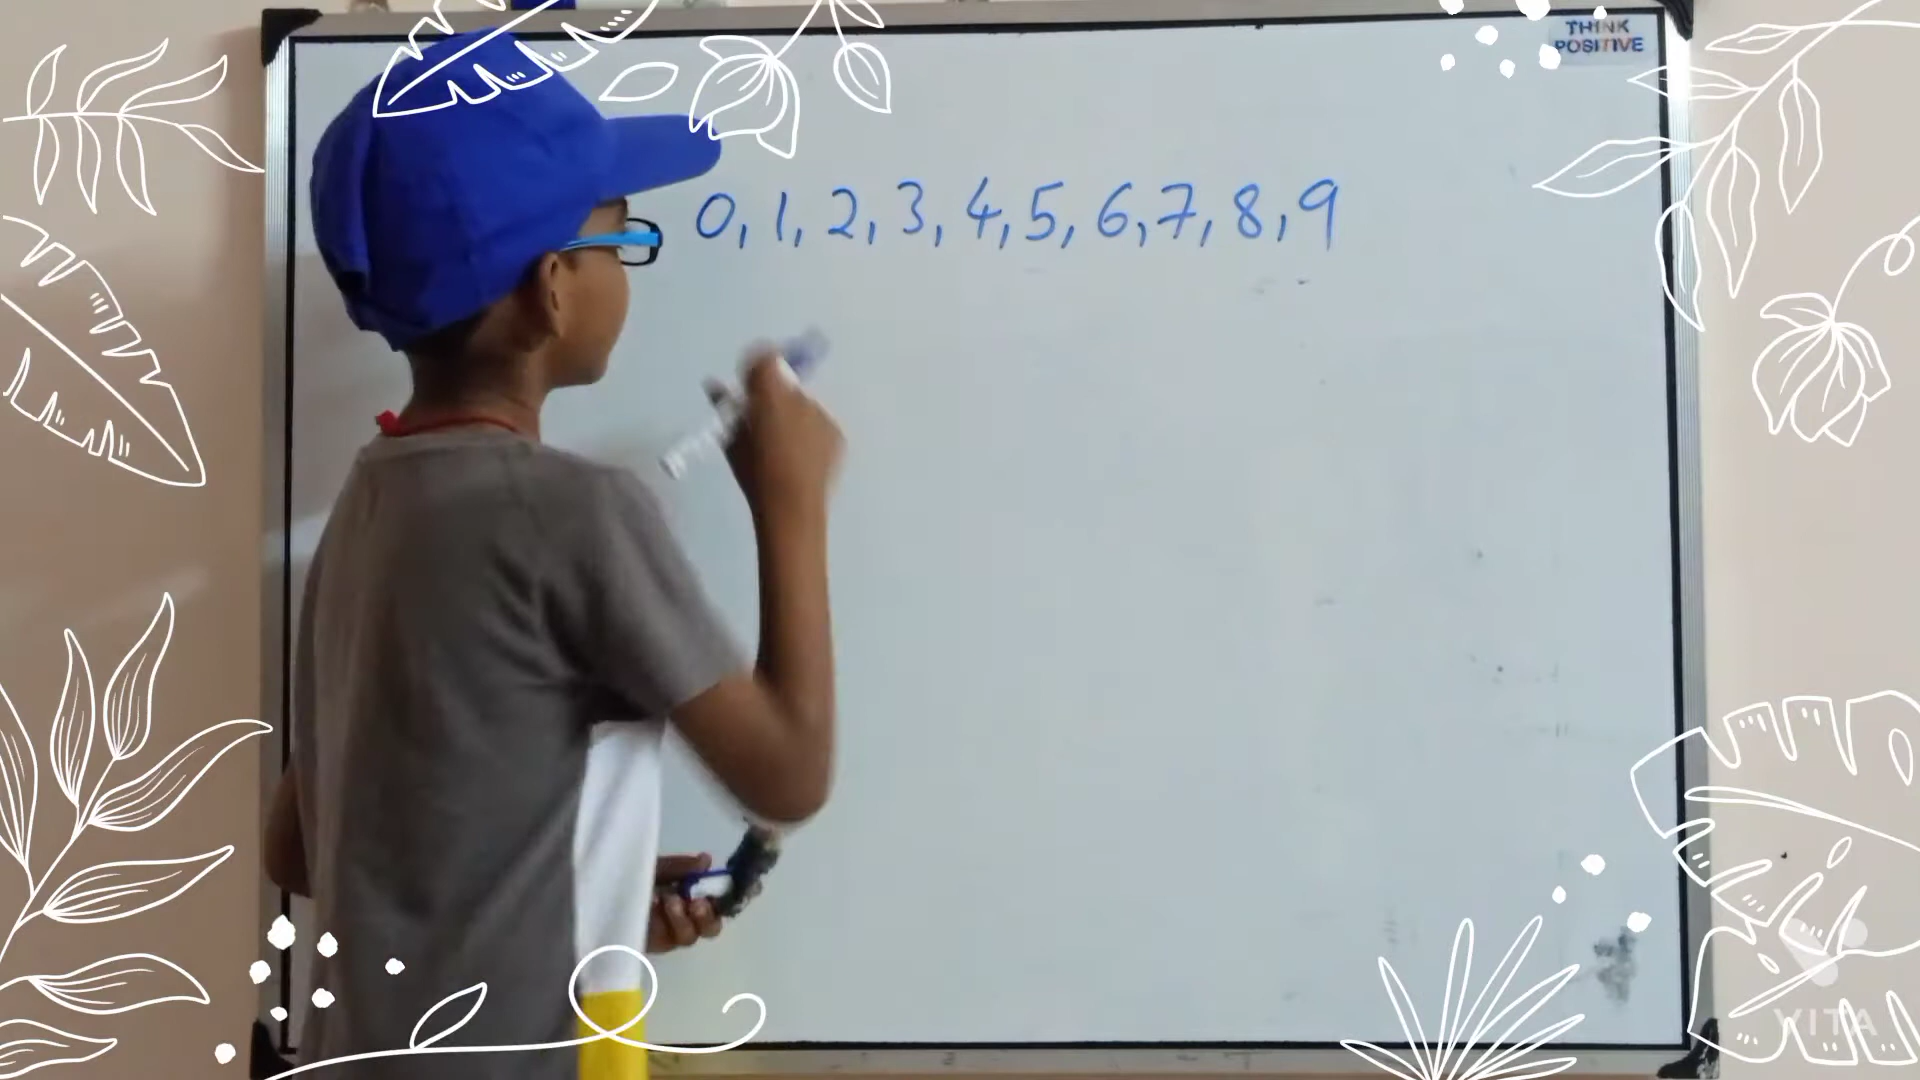 THINK
POSITIVE
0, 1, 2, 3, 4, 5, 6, 7, 8, 9
VITA